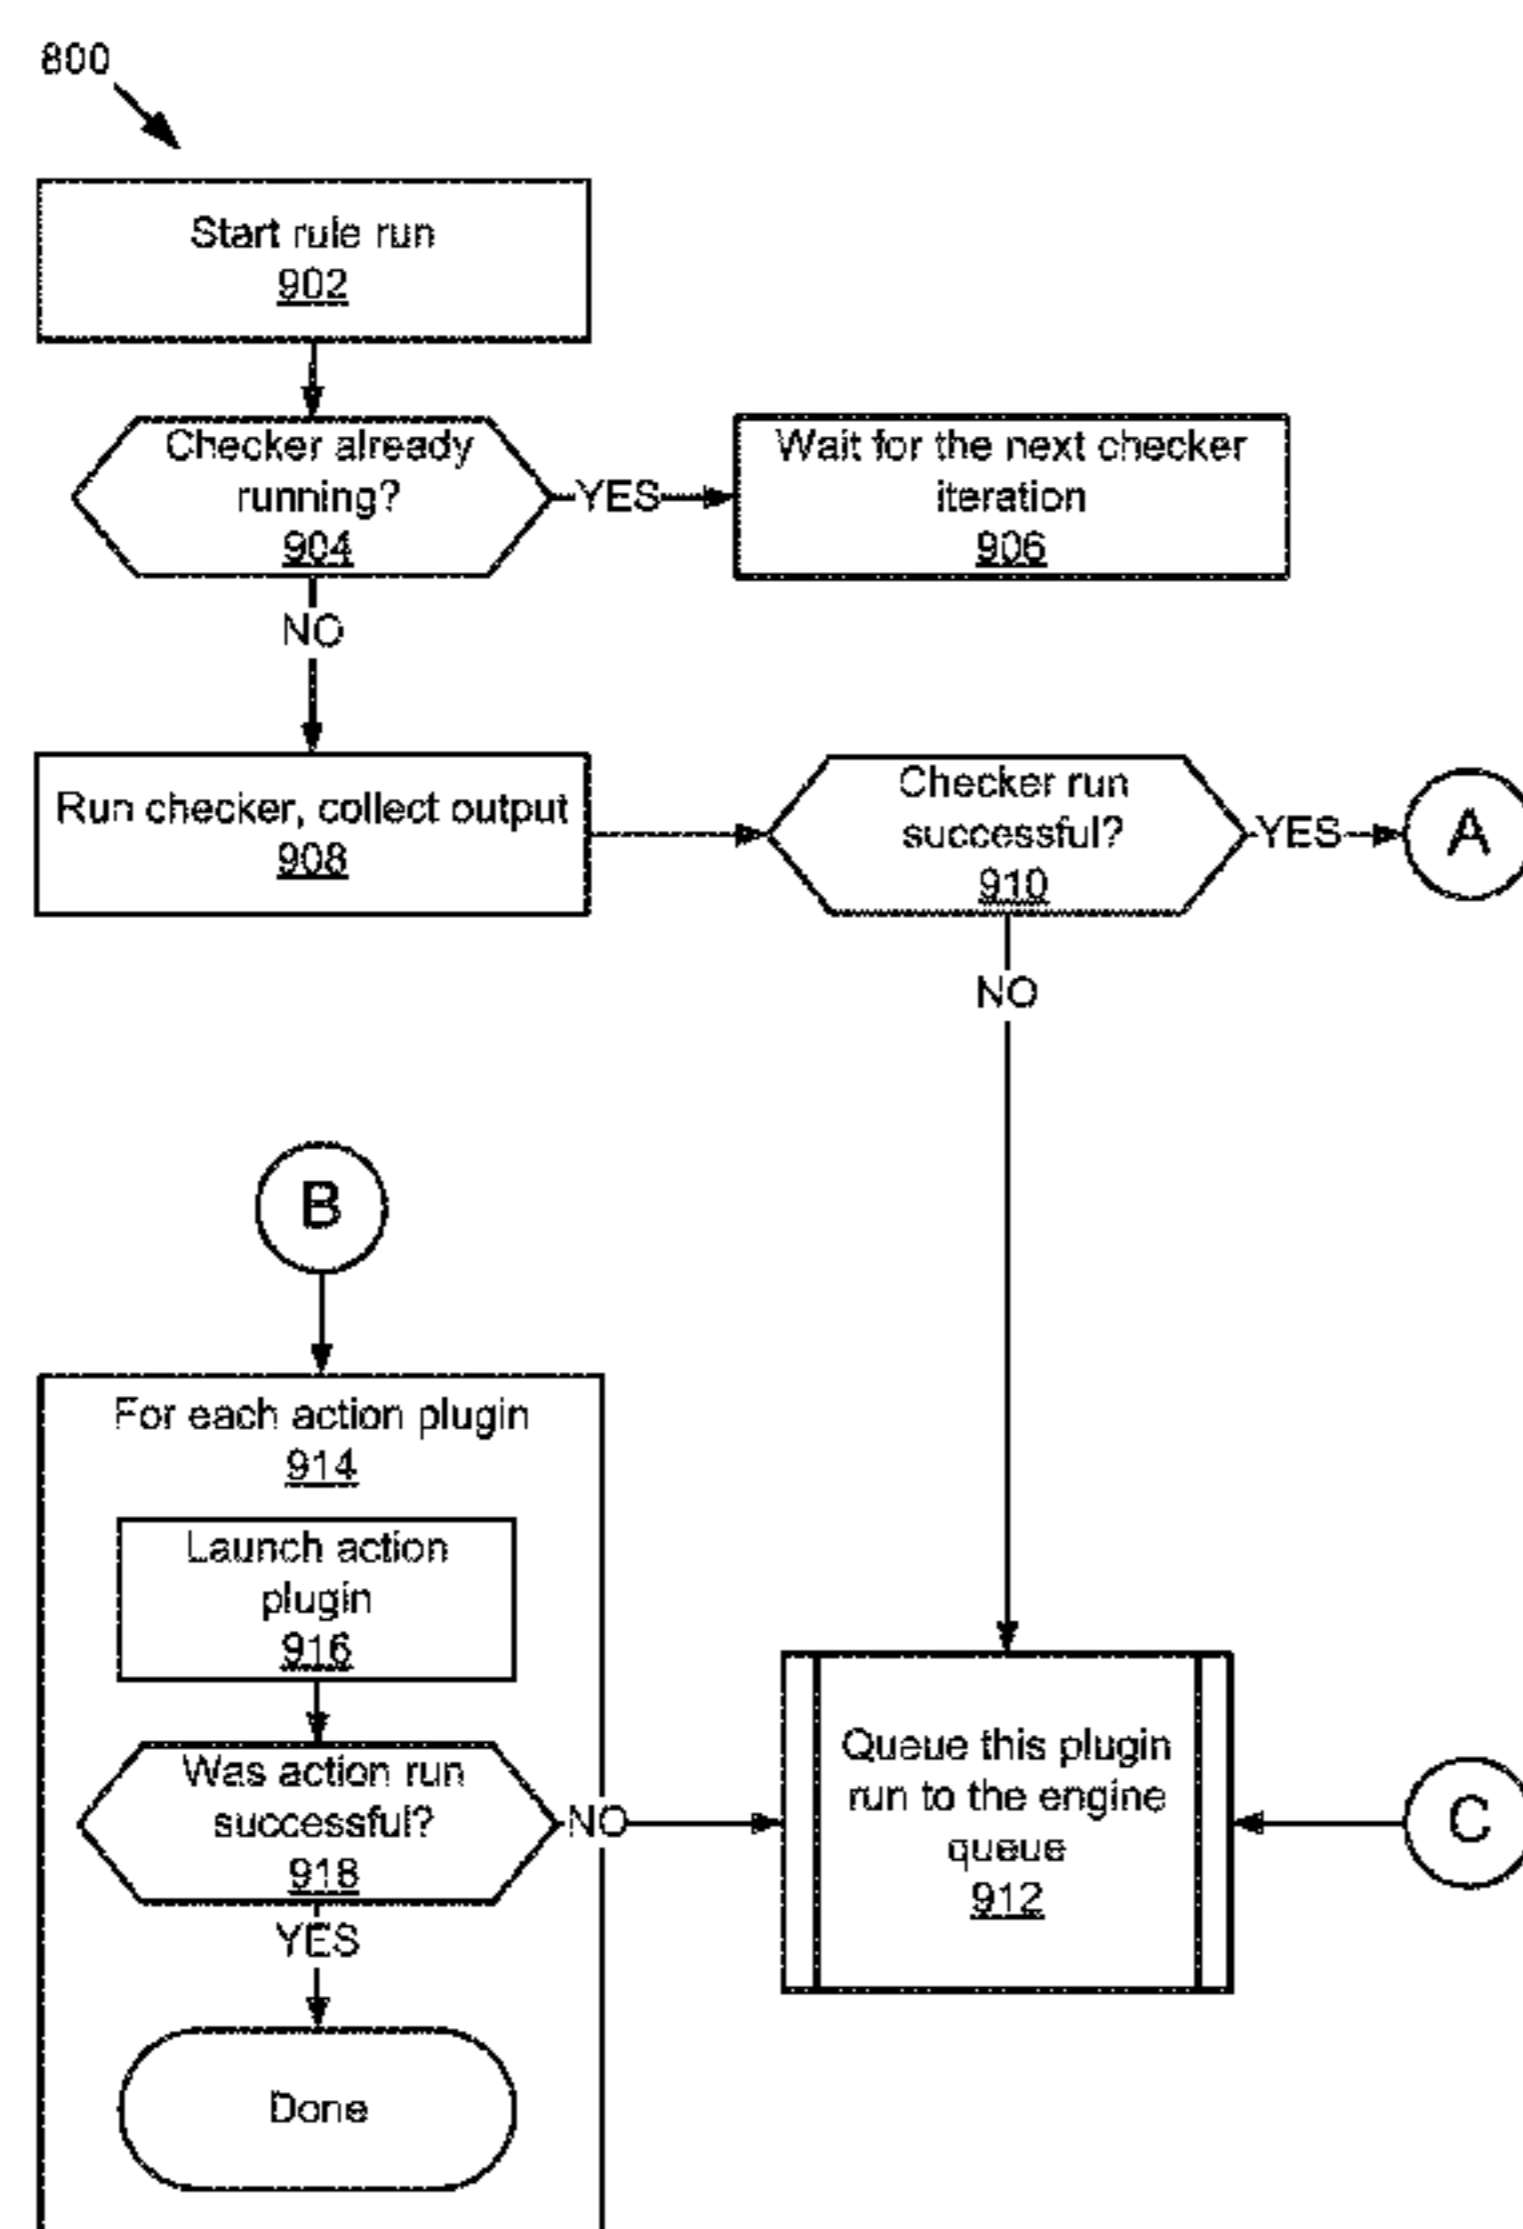 800
Start rule run
902
Checker already
running?
904
YES
Wait for the next checker
iteration
906
NO
Run checker, collect output
908
Checker run
successful?
910
YES
A
NO
B
For each action plugin
914
Launch action
plugin
916
Was action run
successful?
918
NO
Queue this plugin
run to the engine
queue
912
C
YES
Done